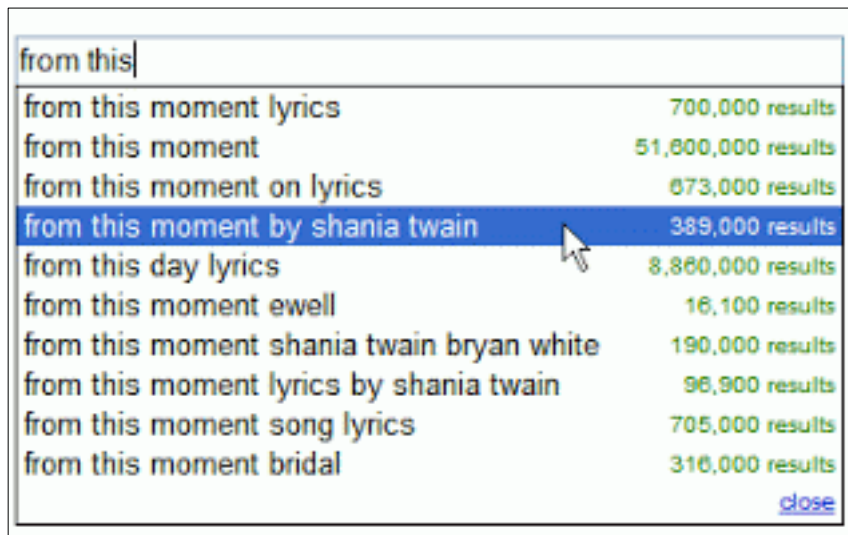 from this
from this moment lyrics 700,000 results
from this moment 51,600,000 results
from this moment on lyrics 673,000 results
from this moment by shania twain 389,000 results
from this day lyrics 8,860,000 results
from this moment ewell 16,100 results
from this moment shania twain bryan white 190,000 results
from this moment lyrics by shania twain 96,900 results
from this moment song lyrics 705,000 results
from this moment bridal 316,000 results
close